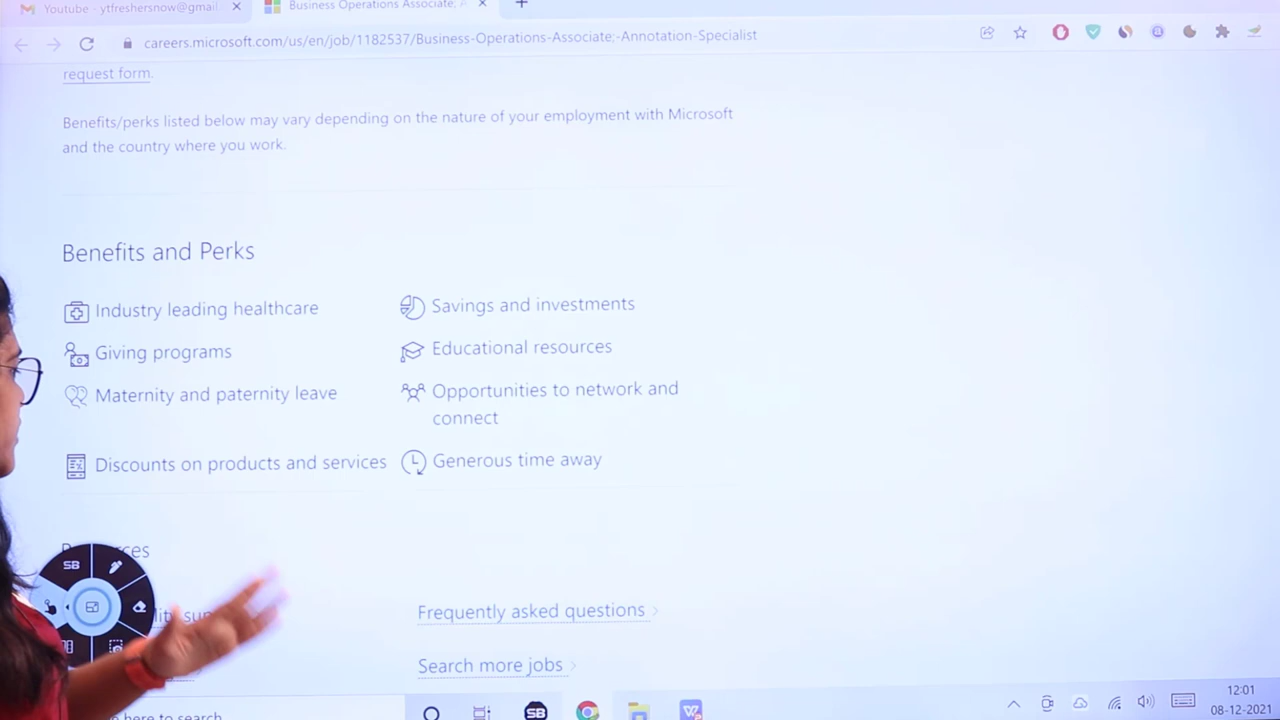 Youtube - ytfreshersnow@gmail
Business Operations Associate;
careers.microsoft.com/us/en/job/1182537/Business-Operations-Associate;-Annotation-Specialist
request form.
Benefits/perks listed below may vary depending on the nature of your employment with Microsoft
and the country where you work.
Benefits and Perks
Industry leading healthcare
Savings and investments
Giving programs
Educational resources
Maternity and paternity leave
Opportunities to network and
connect
Discounts on products and services
Generous time away
SB
Frequently asked questions
Search more jobs
here to search
SB
12:01
08-12-2021